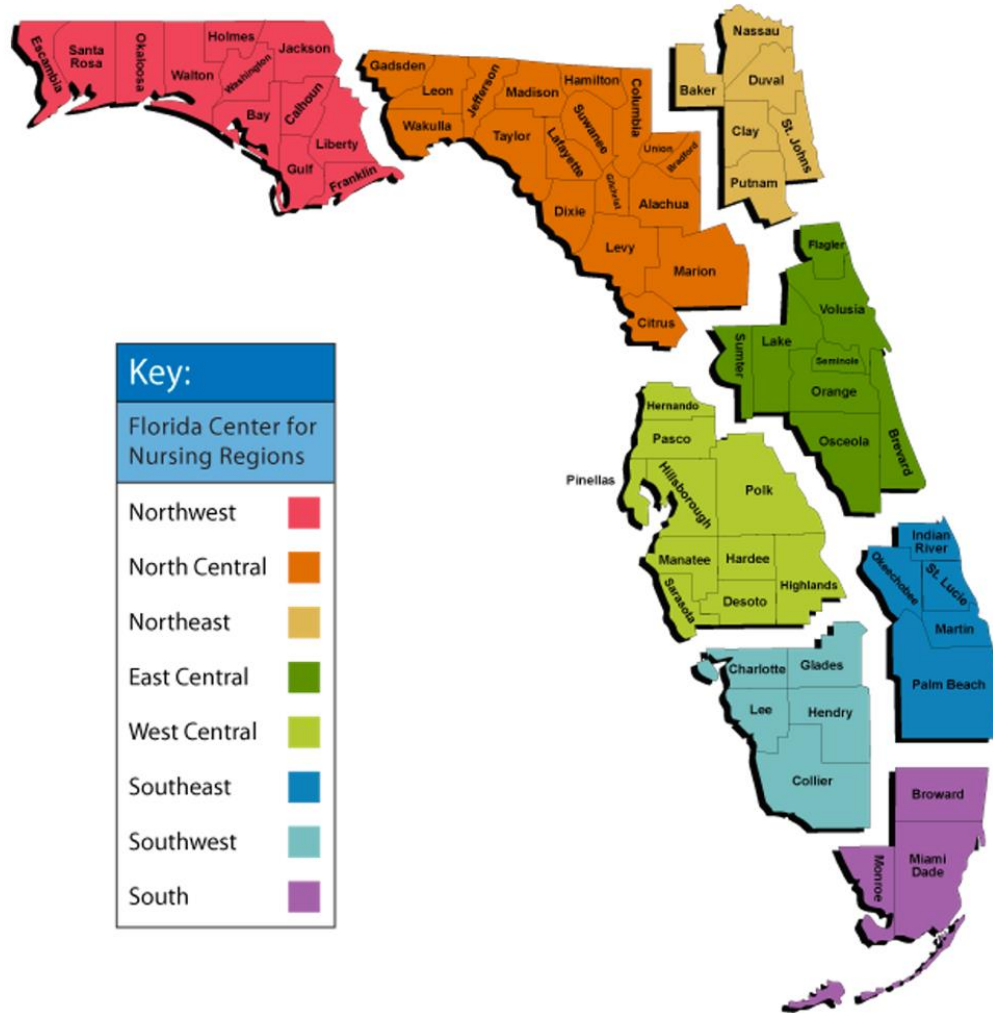 Escambia
Santa
Rosa
Okaloosa
Walton
Holmes
Washington
Jackson
Bay
Calhoun
Liberty
Gulf
Franklin
Gadsden
Leon
Jefferson
Madison
Hamilton
Columbia
Wakulla
Taylor
Lafayette
Suwanee
Union
Bradford
Gilchrist
Dixie
Alachua
Levy
Marion
Citrus
Nassau
Baker
Duval
Clay
St. Johns
Putnam
Flagler
Volusia
Sumter
Lake
Seminole
Orange
Osceola
Brevard
Hernando
Pasco
Pinellas
Hillsborough
Polk
Manatee
Hardee
Sarasota
Desoto
Highlands
Indian
River
Okeechobee
St. Lucie
Martin
Palm Beach
Charlotte
Glades
Lee
Hendry
Collier
Broward
Monroe
Miami
Dade
Key:
Florida Center for
Nursing Regions
Northwest
North Central
Northeast
East Central
West Central
Southeast
Southwest
South